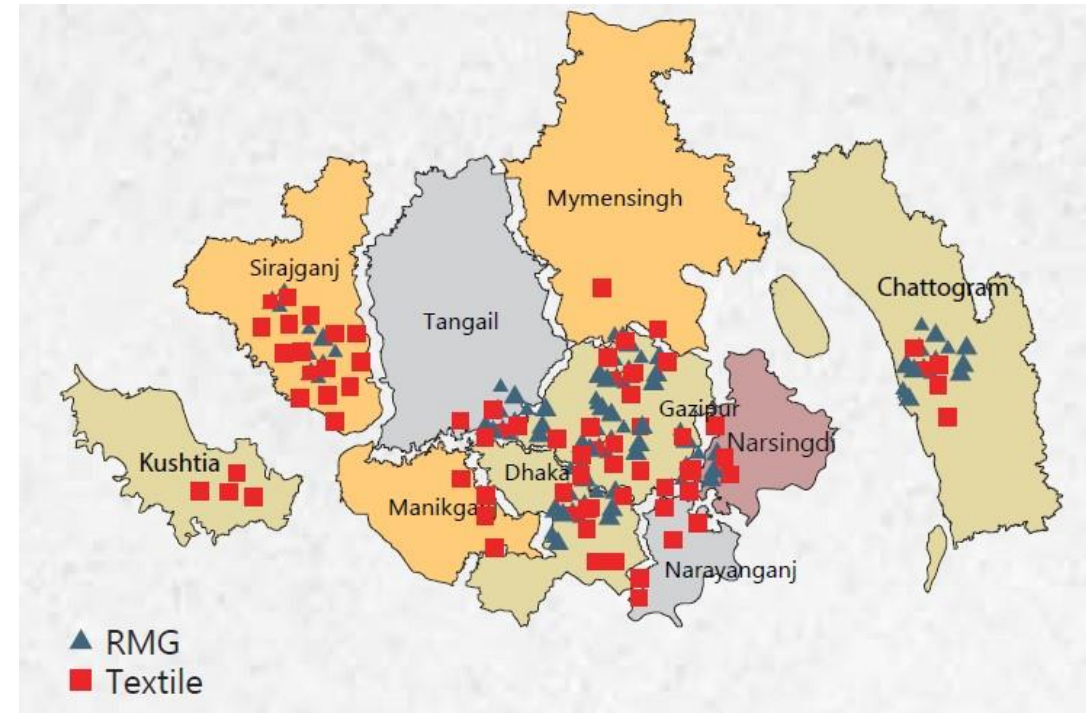 Mymensingh
Sirajganj
Chattogram
Tangail
Gazipur
Narsingdi
Kushtia
Dhaka
Manikganj
Narayanganj
RMG
Textile